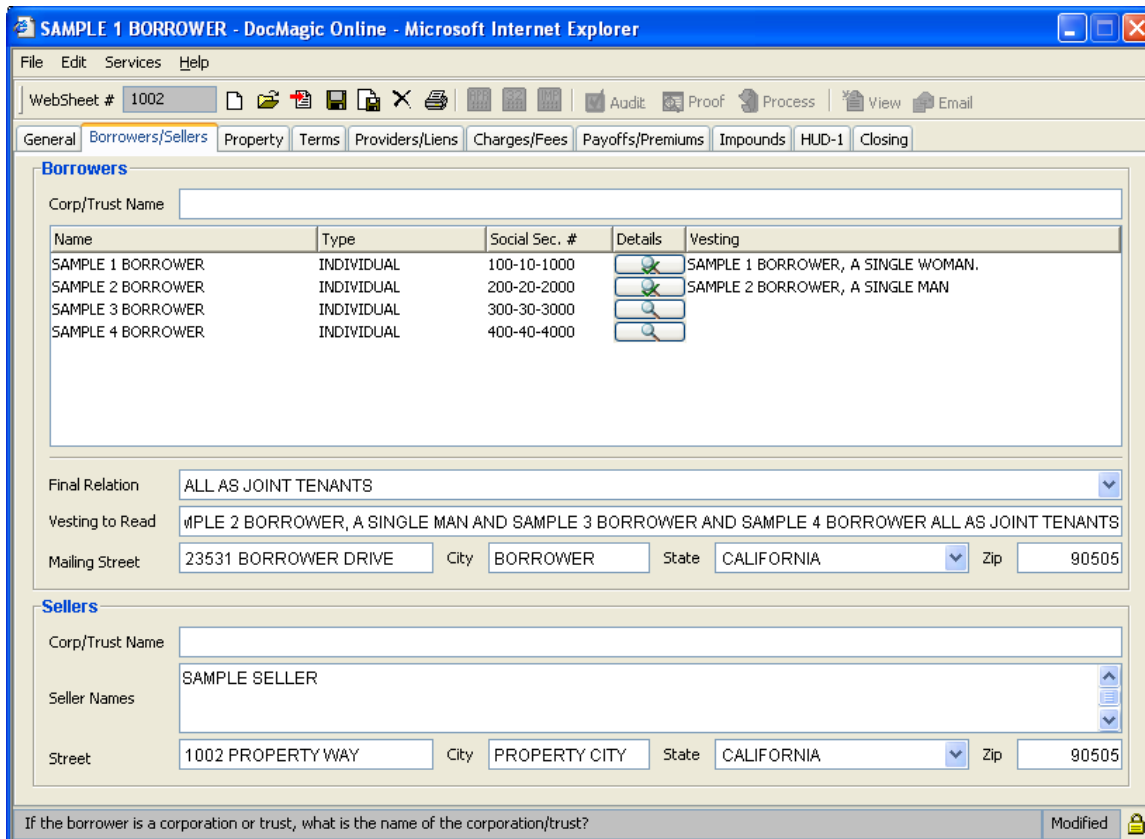 SAMPLE 1 BORROWER - DocMagic Online - Microsoft Internet Explorer
File Edit Services Help
WebSheet # 1002 Audit Proof Process View Email
General Borrowers/Sellers Property Terms Providers/Liens Charges/Fees Payoffs/Premiums Impounds HUD-1 Closing
Borrowers
Corp/Trust Name
Name Type Social Sec. # Details Vesting
SAMPLE 1 BORROWER INDIVIDUAL 100-10-1000 SAMPLE 1 BORROWER, A SINGLE WOMAN.
SAMPLE 2 BORROWER INDIVIDUAL 200-20-2000 SAMPLE 2 BORROWER, A SINGLE MAN
SAMPLE 3 BORROWER INDIVIDUAL 300-30-3000
SAMPLE 4 BORROWER INDIVIDUAL 400-40-4000
Final Relation ALL AS JOINT TENANTS
Vesting to Read MPLE 2 BORROWER, A SINGLE MAN AND SAMPLE 3 BORROWER AND SAMPLE 4 BORROWER ALL AS JOINT TENANTS
Mailing Street 23531 BORROWER DRIVE City BORROWER State CALIFORNIA Zip 90505
Sellers
Corp/Trust Name
Seller Names SAMPLE SELLER
Street 1002 PROPERTY WAY City PROPERTY CITY State CALIFORNIA Zip 90505
If the borrower is a corporation or trust, what is the name of the corporation/trust? Modified